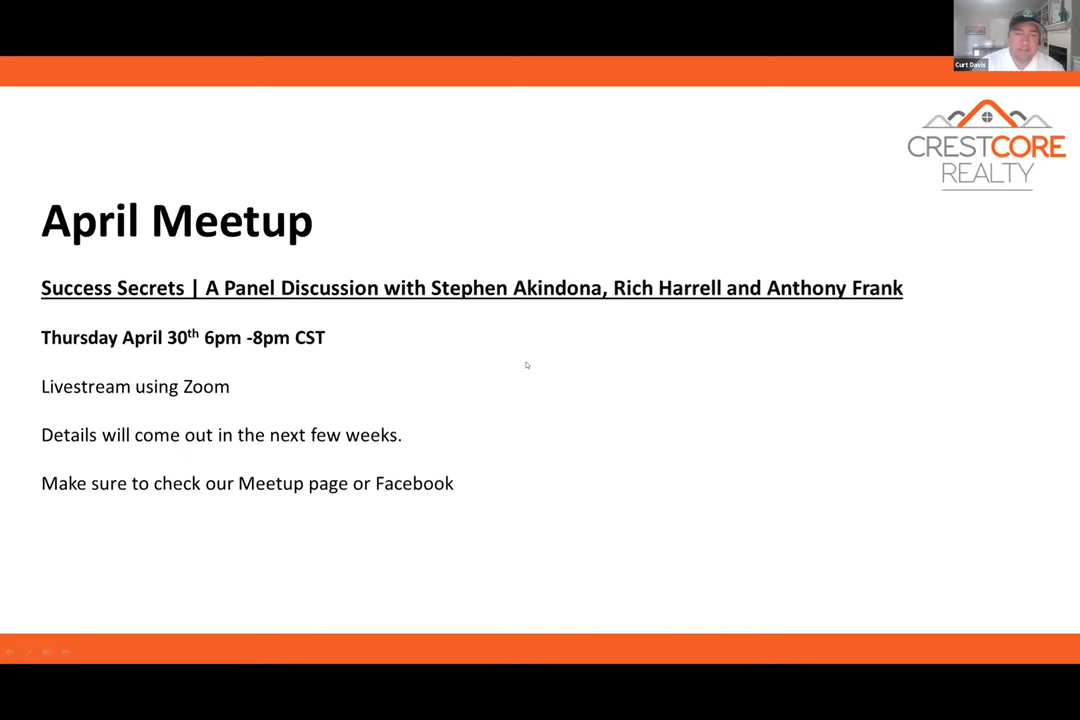 Curt Davis
CRESTCORE
REALTY
April Meetup
Success Secrets | A Panel Discussion with Stephen Akindona, Rich Harrell and Anthony Frank
Thursday April 30th 6pm -8pm CST
Livestream using Zoom
Details will come out in the next few weeks.
Make sure to check our Meetup page or Facebook